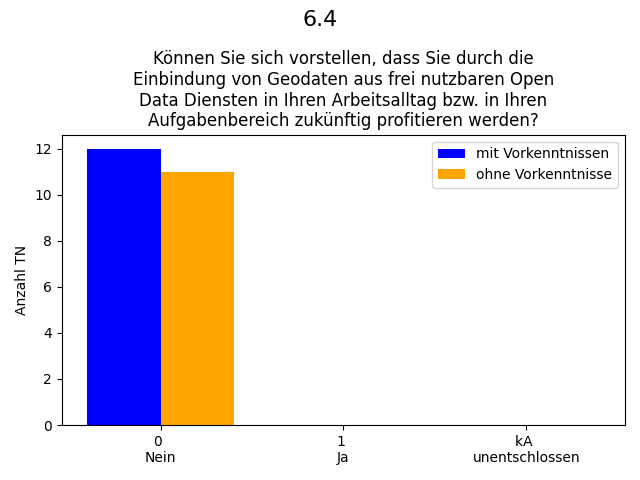 6.4
Können Sie sich vorstellen, dass Sie durch die
Einbindung von Geodaten aus frei nutzbaren Open
Data Diensten in Ihren Arbeitsalltag bzw. in Ihren
Aufgabenbereich zukünftig profitieren werden?
mit Vorkenntnissen
ohne Vorkenntnisse
Anzahl TN
12
10
8
6
4
2
0
0
Nein
1
Ja
kA
unentschlossen